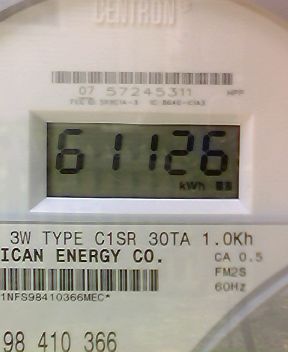 CENTRON
07 57245311 HPP
61126
kWh
3W TYPE C1SR 30TA 1.0Kh
ICAN ENERGY CO. CA 0.5
FM2S
1NFS98410366MEC* 60Hz
98 410 366